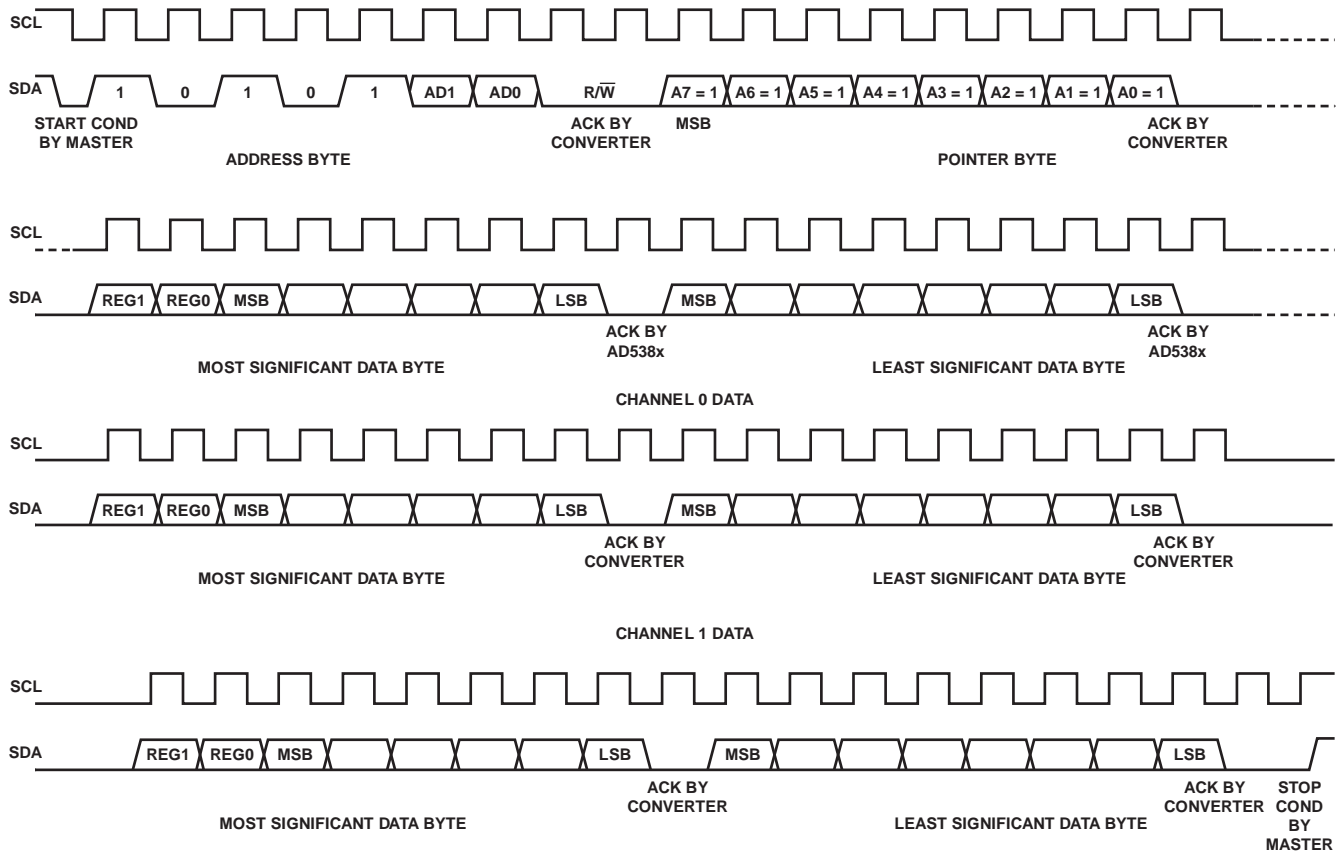 SCL
SDA 1 0 1 0 1 AD1 AD0 R/W̅ A7 = 1 A6 = 1 A5 = 1 A4 = 1 A3 = 1 A2 = 1 A1 = 1 A0 = 1
START COND
BY MASTER
ACK BY
CONVERTER
MSB
ACK BY
CONVERTER
ADDRESS BYTE
POINTER BYTE
SCL
SDA REG1 REG0 MSB LSB MSB LSB
ACK BY
AD538x
ACK BY
AD538x
MOST SIGNIFICANT DATA BYTE
LEAST SIGNIFICANT DATA BYTE
CHANNEL 0 DATA
SCL
SDA REG1 REG0 MSB LSB MSB LSB
ACK BY
CONVERTER
ACK BY
CONVERTER
MOST SIGNIFICANT DATA BYTE
LEAST SIGNIFICANT DATA BYTE
CHANNEL 1 DATA
SCL
SDA REG1 REG0 MSB LSB MSB LSB
ACK BY
CONVERTER
ACK BY
CONVERTER
STOP
COND
BY
MASTER
MOST SIGNIFICANT DATA BYTE
LEAST SIGNIFICANT DATA BYTE